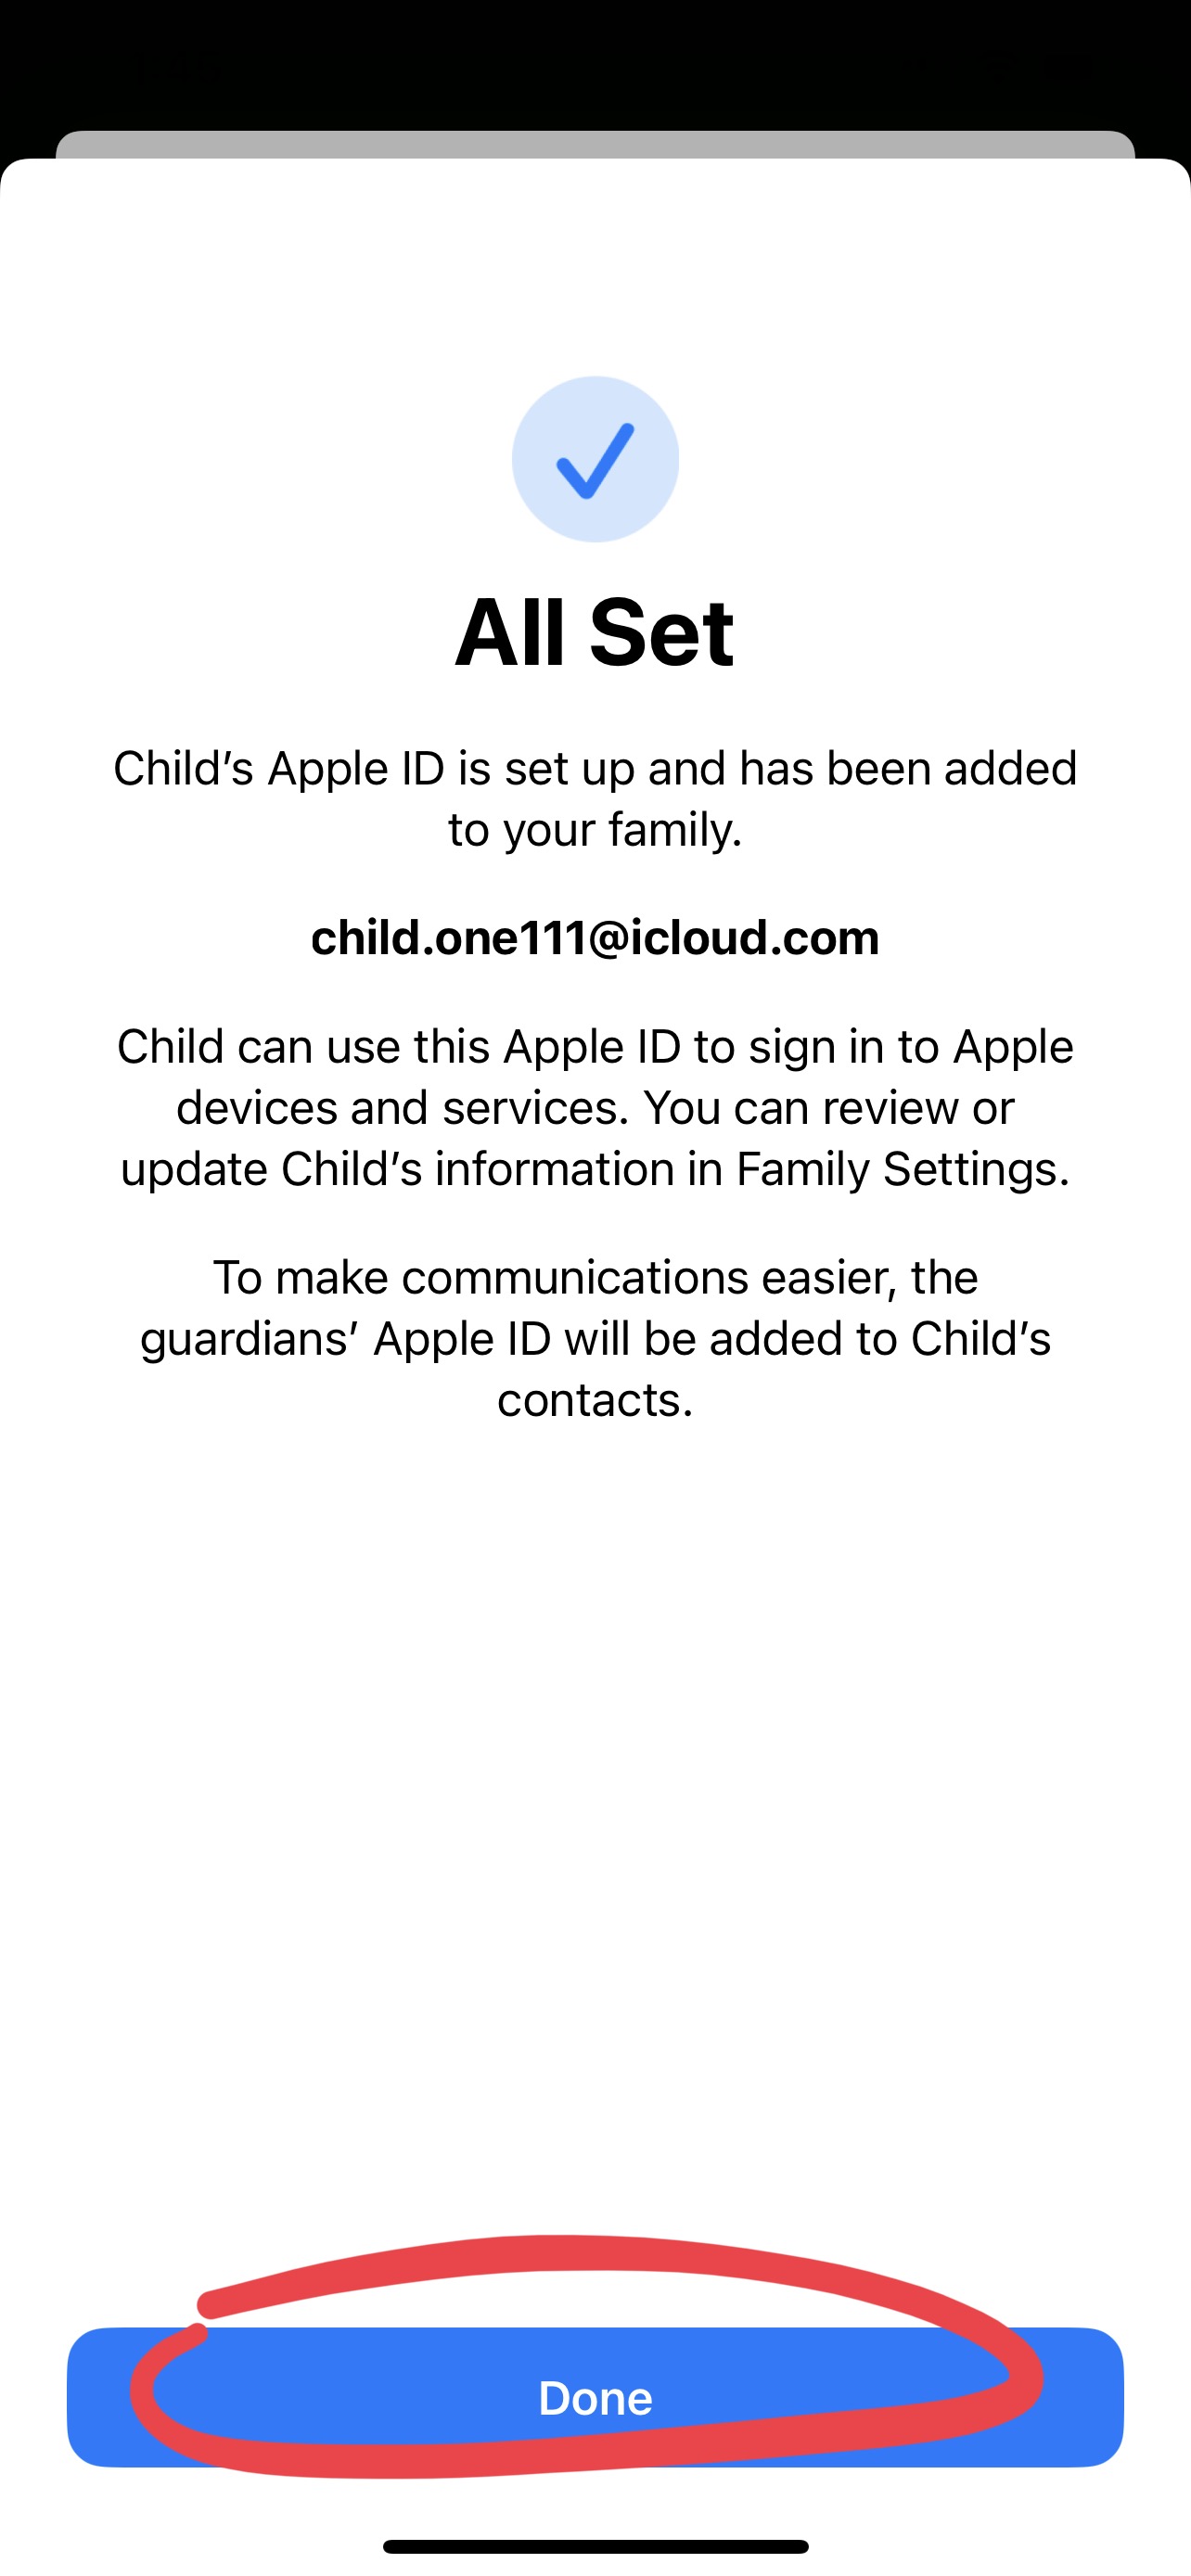 All Set
Child’s Apple ID is set up and has been added
to your family.
child.one111@icloud.com
Child can use this Apple ID to sign in to Apple
devices and services. You can review or
update Child’s information in Family Settings.
To make communications easier, the
guardians’ Apple ID will be added to Child’s
contacts.
Done